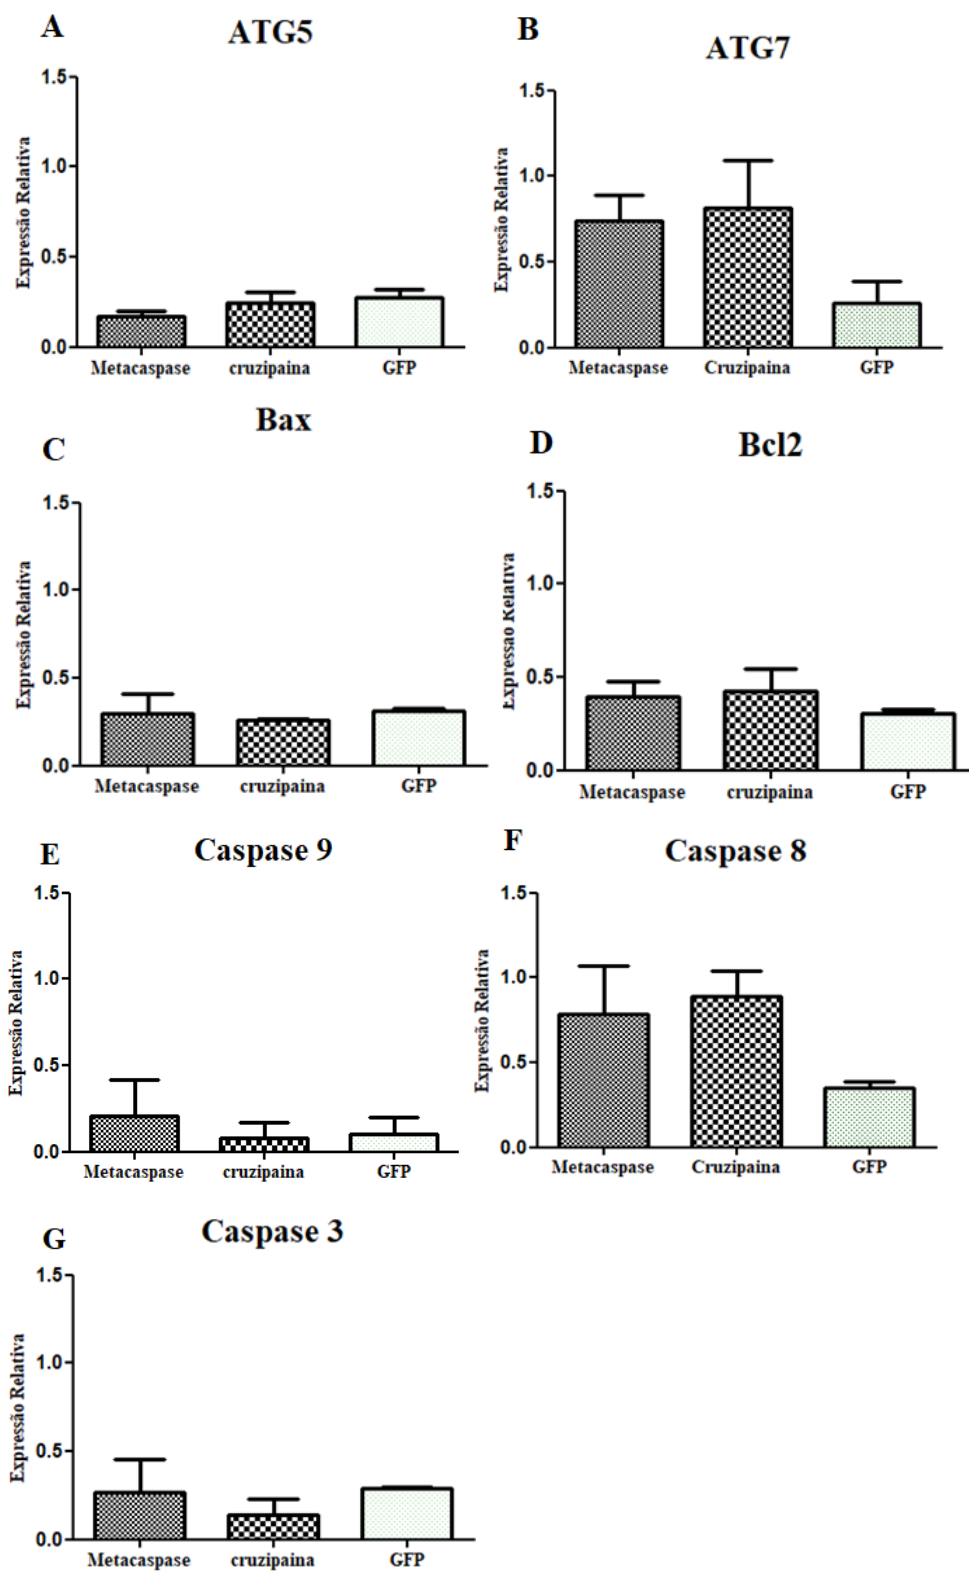 A
ATG5
1.5
1.0
0.5
0.0
Expressão Relativa
Metacaspase cruzipaina GFP
B
ATG7
1.5
1.0
0.5
0.0
Expressão Relativa
Metacaspase Cruzipaina GFP
C
Bax
1.5
1.0
0.5
0.0
Expressão Relativa
Metacaspase cruzipaina GFP
D
Bcl2
1.5
1.0
0.5
0.0
Expressão Relativa
Metacaspase cruzipaina GFP
E
Caspase 9
1.5
1.0
0.5
0.0
Expressão Relativa
Metacaspase cruzipaina GFP
F
Caspase 8
1.5
1.0
0.5
0.0
Expressão Relativa
Metacaspase Cruzipaina GFP
G
Caspase 3
1.5
1.0
0.5
0.0
Expressão Relativa
Metacaspase cruzipaina GFP